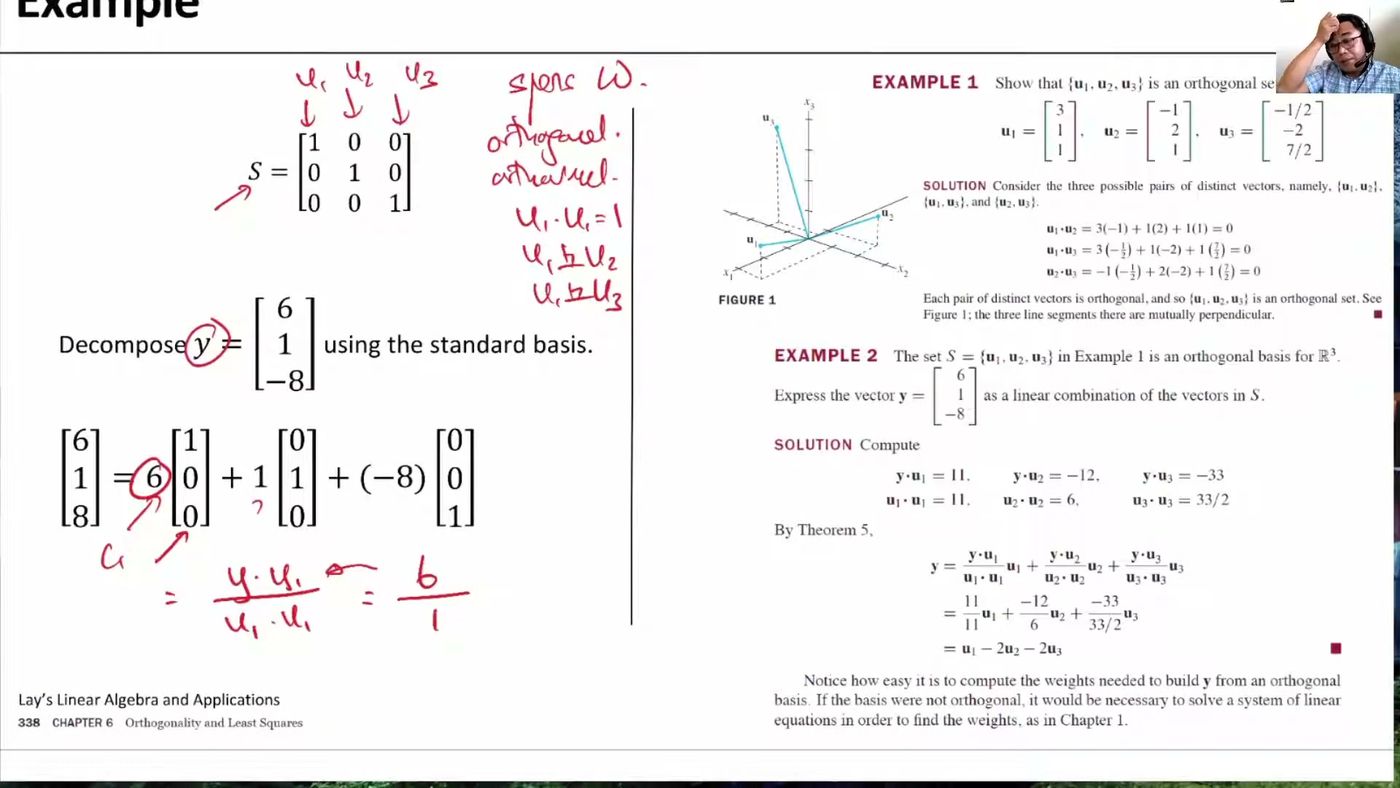 Example
u₁ u₂ u₃
S = [1 0 0
0 1 0
0 0 1]
spans W.
orthogonal.
u₁ · u₁ = 1
u₁ ⊥ u₂
u₁ ⊥ u₃
Decompose y = [6
1
−8] using the standard basis.
[6 1 8] = 6 [1 0 0] + 1 [0 1 0] + (−8) [0 0 1]
C₁
?
= y · u₁ / u₁ · u₁ = 6 / 1
Lay's Linear Algebra and Applications
338 CHAPTER 6 Orthogonality and Least Squares
EXAMPLE 1 Show that {u₁, u₂, u₃} is an orthogonal se
u₁ = [3 1 1], u₂ = [−1 2 1], u₃ = [−1/2 −2 7/2]
SOLUTION Consider the three possible pairs of distinct vectors, namely, {u₁, u₂},
{u₁, u₃}, and {u₂, u₃}.
u₁·u₂ = 3(−1) + 1(2) + 1(1) = 0
u₁·u₃ = 3(−1/2) + 1(−2) + 1(7/2) = 0
u₂·u₃ = −1(−1/2) + 2(−2) + 1(7/2) = 0
Each pair of distinct vectors is orthogonal, and so {u₁, u₂, u₃} is an orthogonal set. See
Figure 1; the three line segments there are mutually perpendicular.
x₃
u₃
u₂
u₁
x₁
x₂
FIGURE 1
EXAMPLE 2 The set S = {u₁, u₂, u₃} in Example 1 is an orthogonal basis for ℝ³.
Express the vector y = [6 1 −8] as a linear combination of the vectors in S.
SOLUTION Compute
y·u₁ = 11, y·u₂ = −12, y·u₃ = −33
u₁·u₁ = 11, u₂·u₂ = 6, u₃·u₃ = 33/2
By Theorem 5,
y = y·u₁/u₁·u₁ u₁ + y·u₂/u₂·u₂ u₂ + y·u₃/u₃·u₃ u₃
= 11/11 u₁ + −12/6 u₂ + −33/33/2 u₃
= u₁ − 2u₂ − 2u₃
Notice how easy it is to compute the weights needed to build y from an orthogonal
basis. If the basis were not orthogonal, it would be necessary to solve a system of linear
equations in order to find the weights, as in Chapter 1.